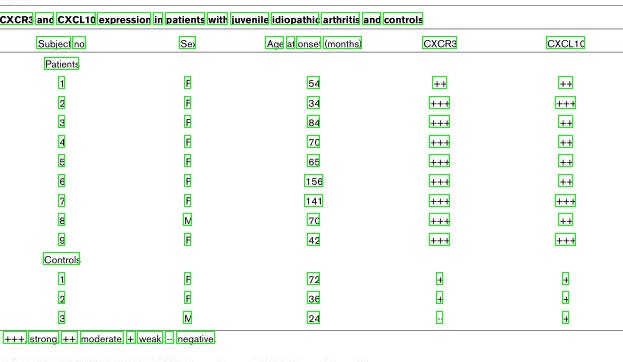 CXCR3 and CXCL10 expression in patients with juvenile idiopathic arthritis and controls
Subject no. Sex Age at onset (months) CXCR3 CXCL10
Patients
1 F 54 ++ ++
2 F 34 +++ +++
3 F 84 +++ ++
4 F 70 +++ ++
5 F 65 +++ ++
6 F 156 +++ ++
7 F 141 +++ +++
8 M 70 +++ ++
9 F 42 +++ +++
Controls
1 F 72 + +
2 F 36 + +
3 M 24 -- +
+++, strong; ++ moderate; + weak; -- negative.